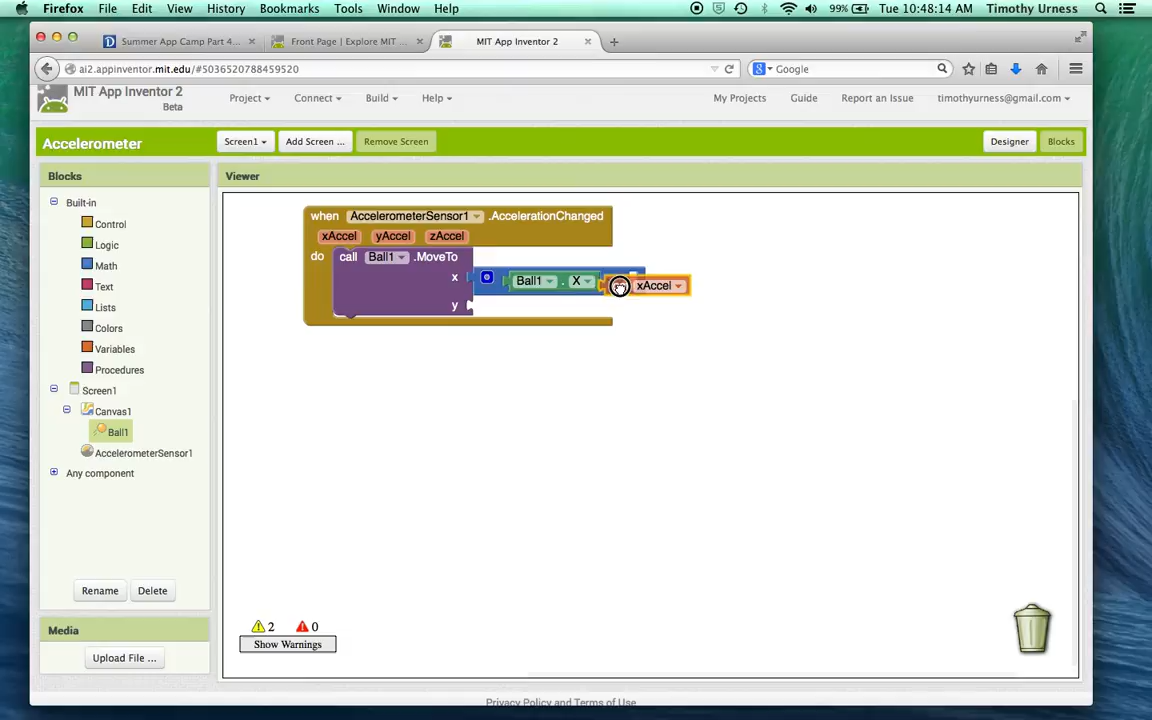 Firefox File Edit View History Bookmarks Tools Window Help 99% Tue 10:48:14 AM Timothy Urness
Summer App Camp Part 4... Front Page | Explore MIT ... MIT App Inventor 2
ai2.appinventor.mit.edu/#5036520788459520 Google
MIT App Inventor 2
Beta
Project Connect Build Help My Projects Guide Report an Issue timothyurness@gmail.com
Accelerometer Screen1 Add Screen ... Remove Screen Designer Blocks
Blocks
Viewer
Built-in
Control
Logic
Math
Text
Lists
Colors
Variables
Procedures
Screen1
Canvas1
Ball1
AccelerometerSensor1
Any component
Rename Delete
Media
Upload File ...
when AccelerometerSensor1 .AccelerationChanged
xAccel yAccel zAccel
do call Ball1 .MoveTo
x Ball1 . X xAccel
y
2 0
Show Warnings
Privacy Policy and Terms of Use